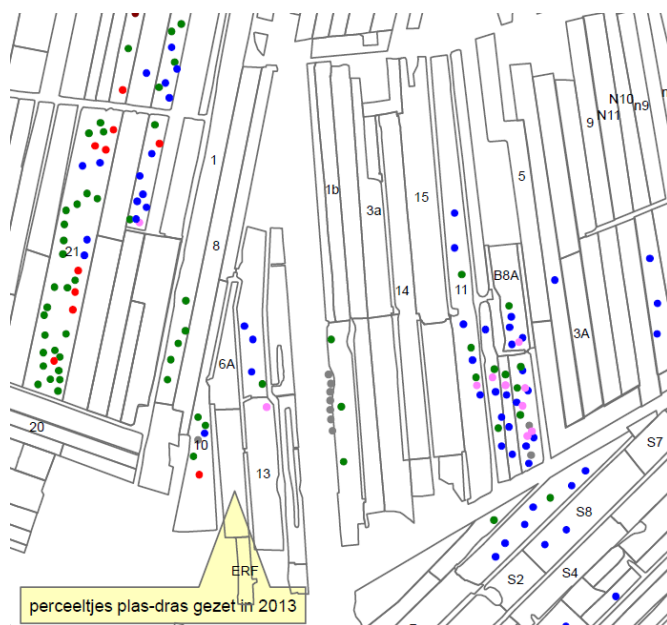 N10
n9
9
N11
1
5
1b
15
3a
8
21
B8A
11
14
3A
6A
20
10
13
S7
S8
ERF
S4
S2
perceeltjes plas-dras gezet in 2013